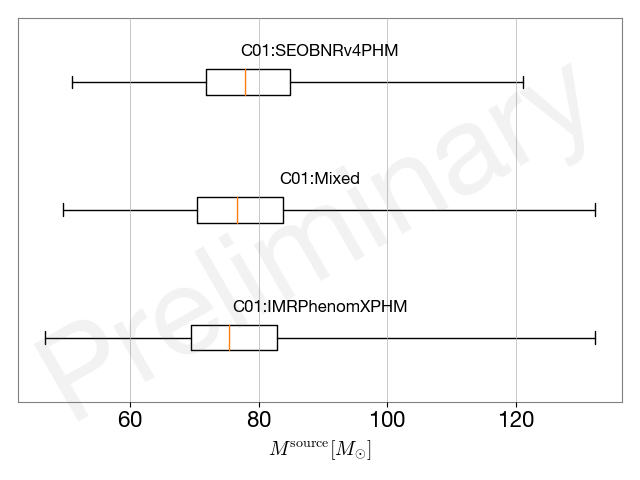 C01:SEOBNRv4PHM
C01:Mixed
C01:IMRPhenomXPHM
Preliminary
60 80 100 120
M^source [M_⊙]